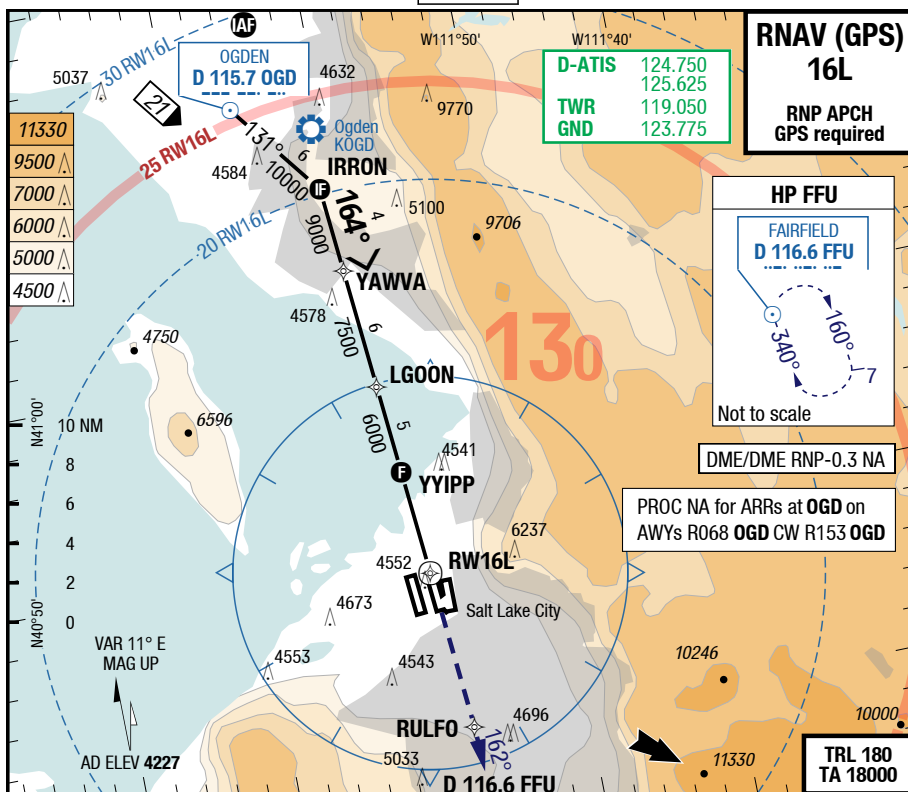 IAF
W111°50'
W111°40'
RNAV (GPS)
16L
RNP APCH
GPS required
30 RW16L
OGDEN
D 115.7 OGD
5037
4632
9770
D-ATIS 124.750
125.625
TWR 119.050
GND 123.775
21
25 RW16L
11330
9500
7000
6000
5000
4500
131°
6
10000
Ogden
KOGD
4584
IRRON
IF
164°
4
9000
5100
9706
20 RW16L
YAWVA
4578
6
7500
130
HP FFU
FAIRFIELD
D 116.6 FFU
340°
160°
7
Not to scale
4750
LGOON
6596
5
6000
N41°00'
10 NM
8
6
4
2
0
F
YYIPP
4541
DME/DME RNP-0.3 NA
PROC NA for ARRs at OGD on
AWYs R068 OGD CW R153 OGD
6237
4552
RW16L
Salt Lake City
N40°50'
4673
VAR 11° E
MAG UP
4553
4543
10246
RULFO
4696
162°
10000
AD ELEV 4227
5033
D 116.6 FFU
11330
TRL 180
TA 18000